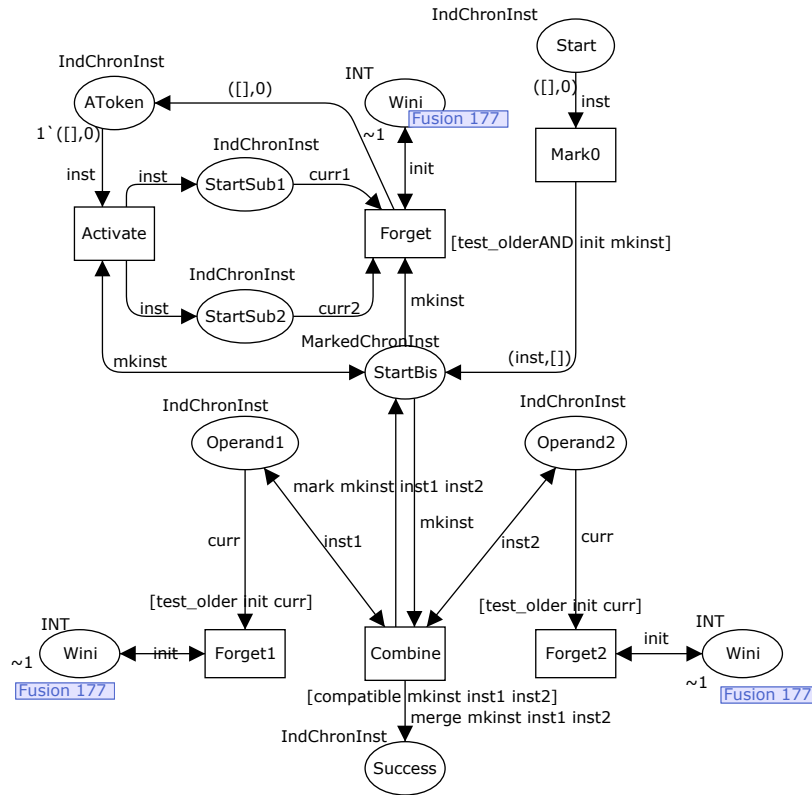 IndChronInst
Start
([],0)
inst
Mark0
IndChronInst
AToken
1`([],0)
inst
([],0)
INT
Wini
Fusion 177
~1
init
IndChronInst
StartSub1
inst
curr1
Activate
Forget
[test_olderAND init mkinst]
IndChronInst
StartSub2
inst
curr2
mkinst
MarkedChronInst
StartBis
mkinst
(inst,[])
IndChronInst
Operand1
IndChronInst
Operand2
mark mkinst inst1 inst2
mkinst
curr
inst1
inst2
curr
[test_older init curr]
[test_older init curr]
INT
Wini
~1
Fusion 177
init
Forget1
Combine
Forget2
init
INT
Wini
~1
Fusion 177
[compatible mkinst inst1 inst2]
merge mkinst inst1 inst2
IndChronInst
Success